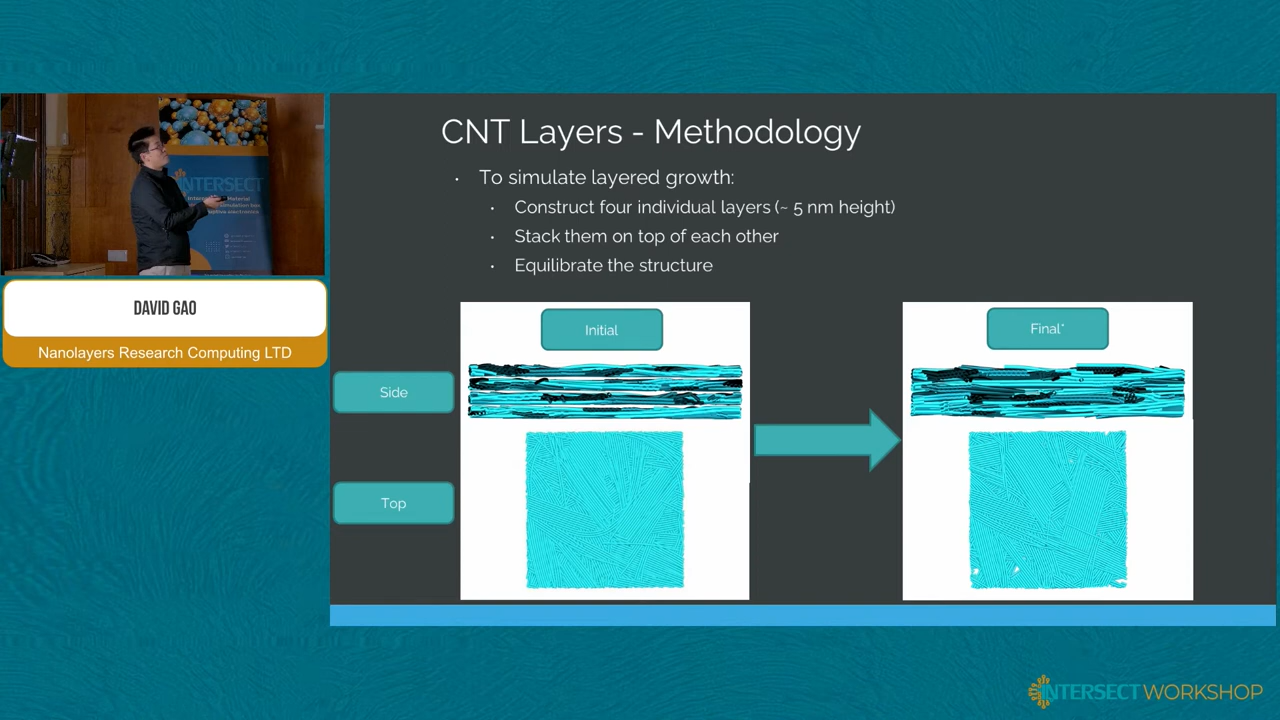 CNT Layers - Methodology
• To simulate layered growth:
• Construct four individual layers (~ 5 nm height)
• Stack them on top of each other
• Equilibrate the structure
Initial
Final*
Side
Top
INTERSECT
DAVID GAO
Nanolayers Research Computing LTD
INTERSECT WORKSHOP